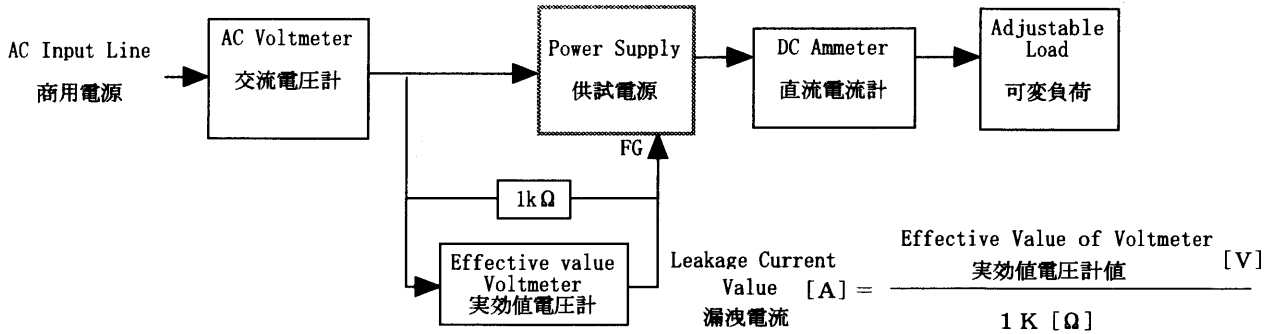 AC Input Line
商用電源
AC Voltmeter
交流電圧計
Power Supply
供試電源
DC Ammeter
直流電流計
Adjustable
Load
可変負荷
FG
1kΩ
Effective value
Voltmeter
実効値電圧計
Leakage Current
Value [A] =
漏洩電流
Effective Value of Voltmeter
実効値電圧計値 [V]
1 K [Ω]